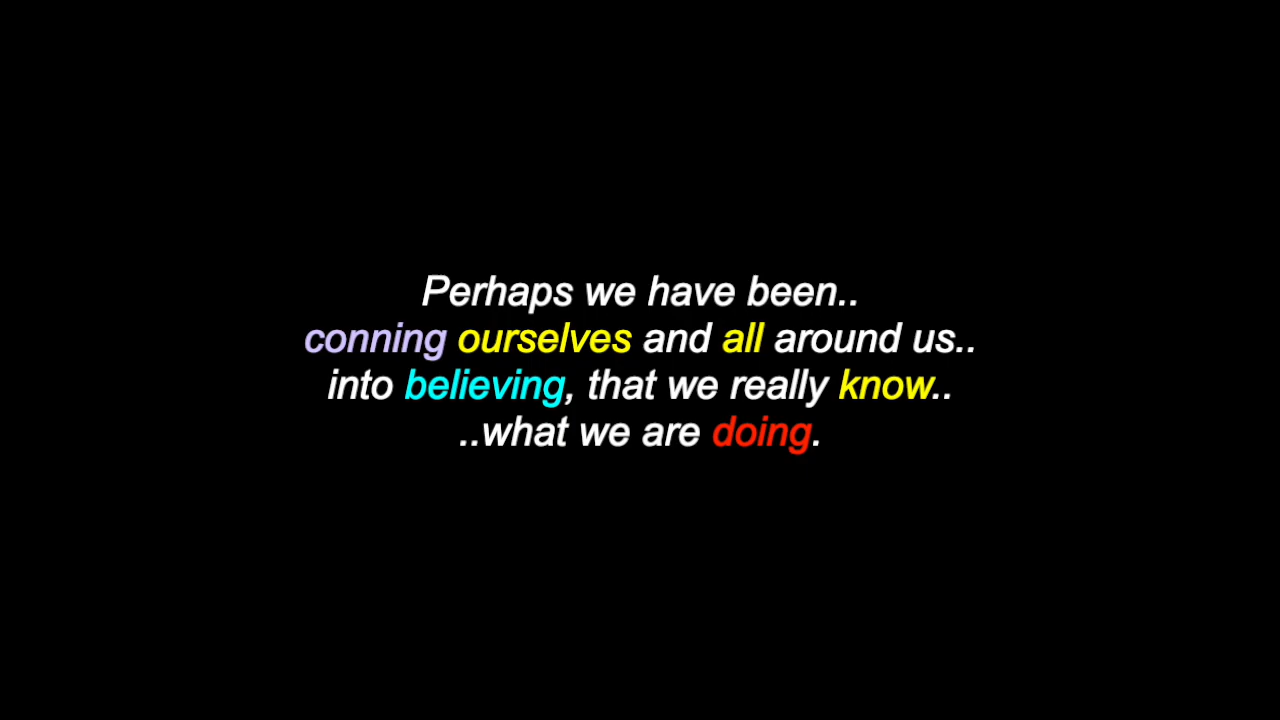 Perhaps we have been..
conning ourselves and all around us..
into believing, that we really know..
..what we are doing.